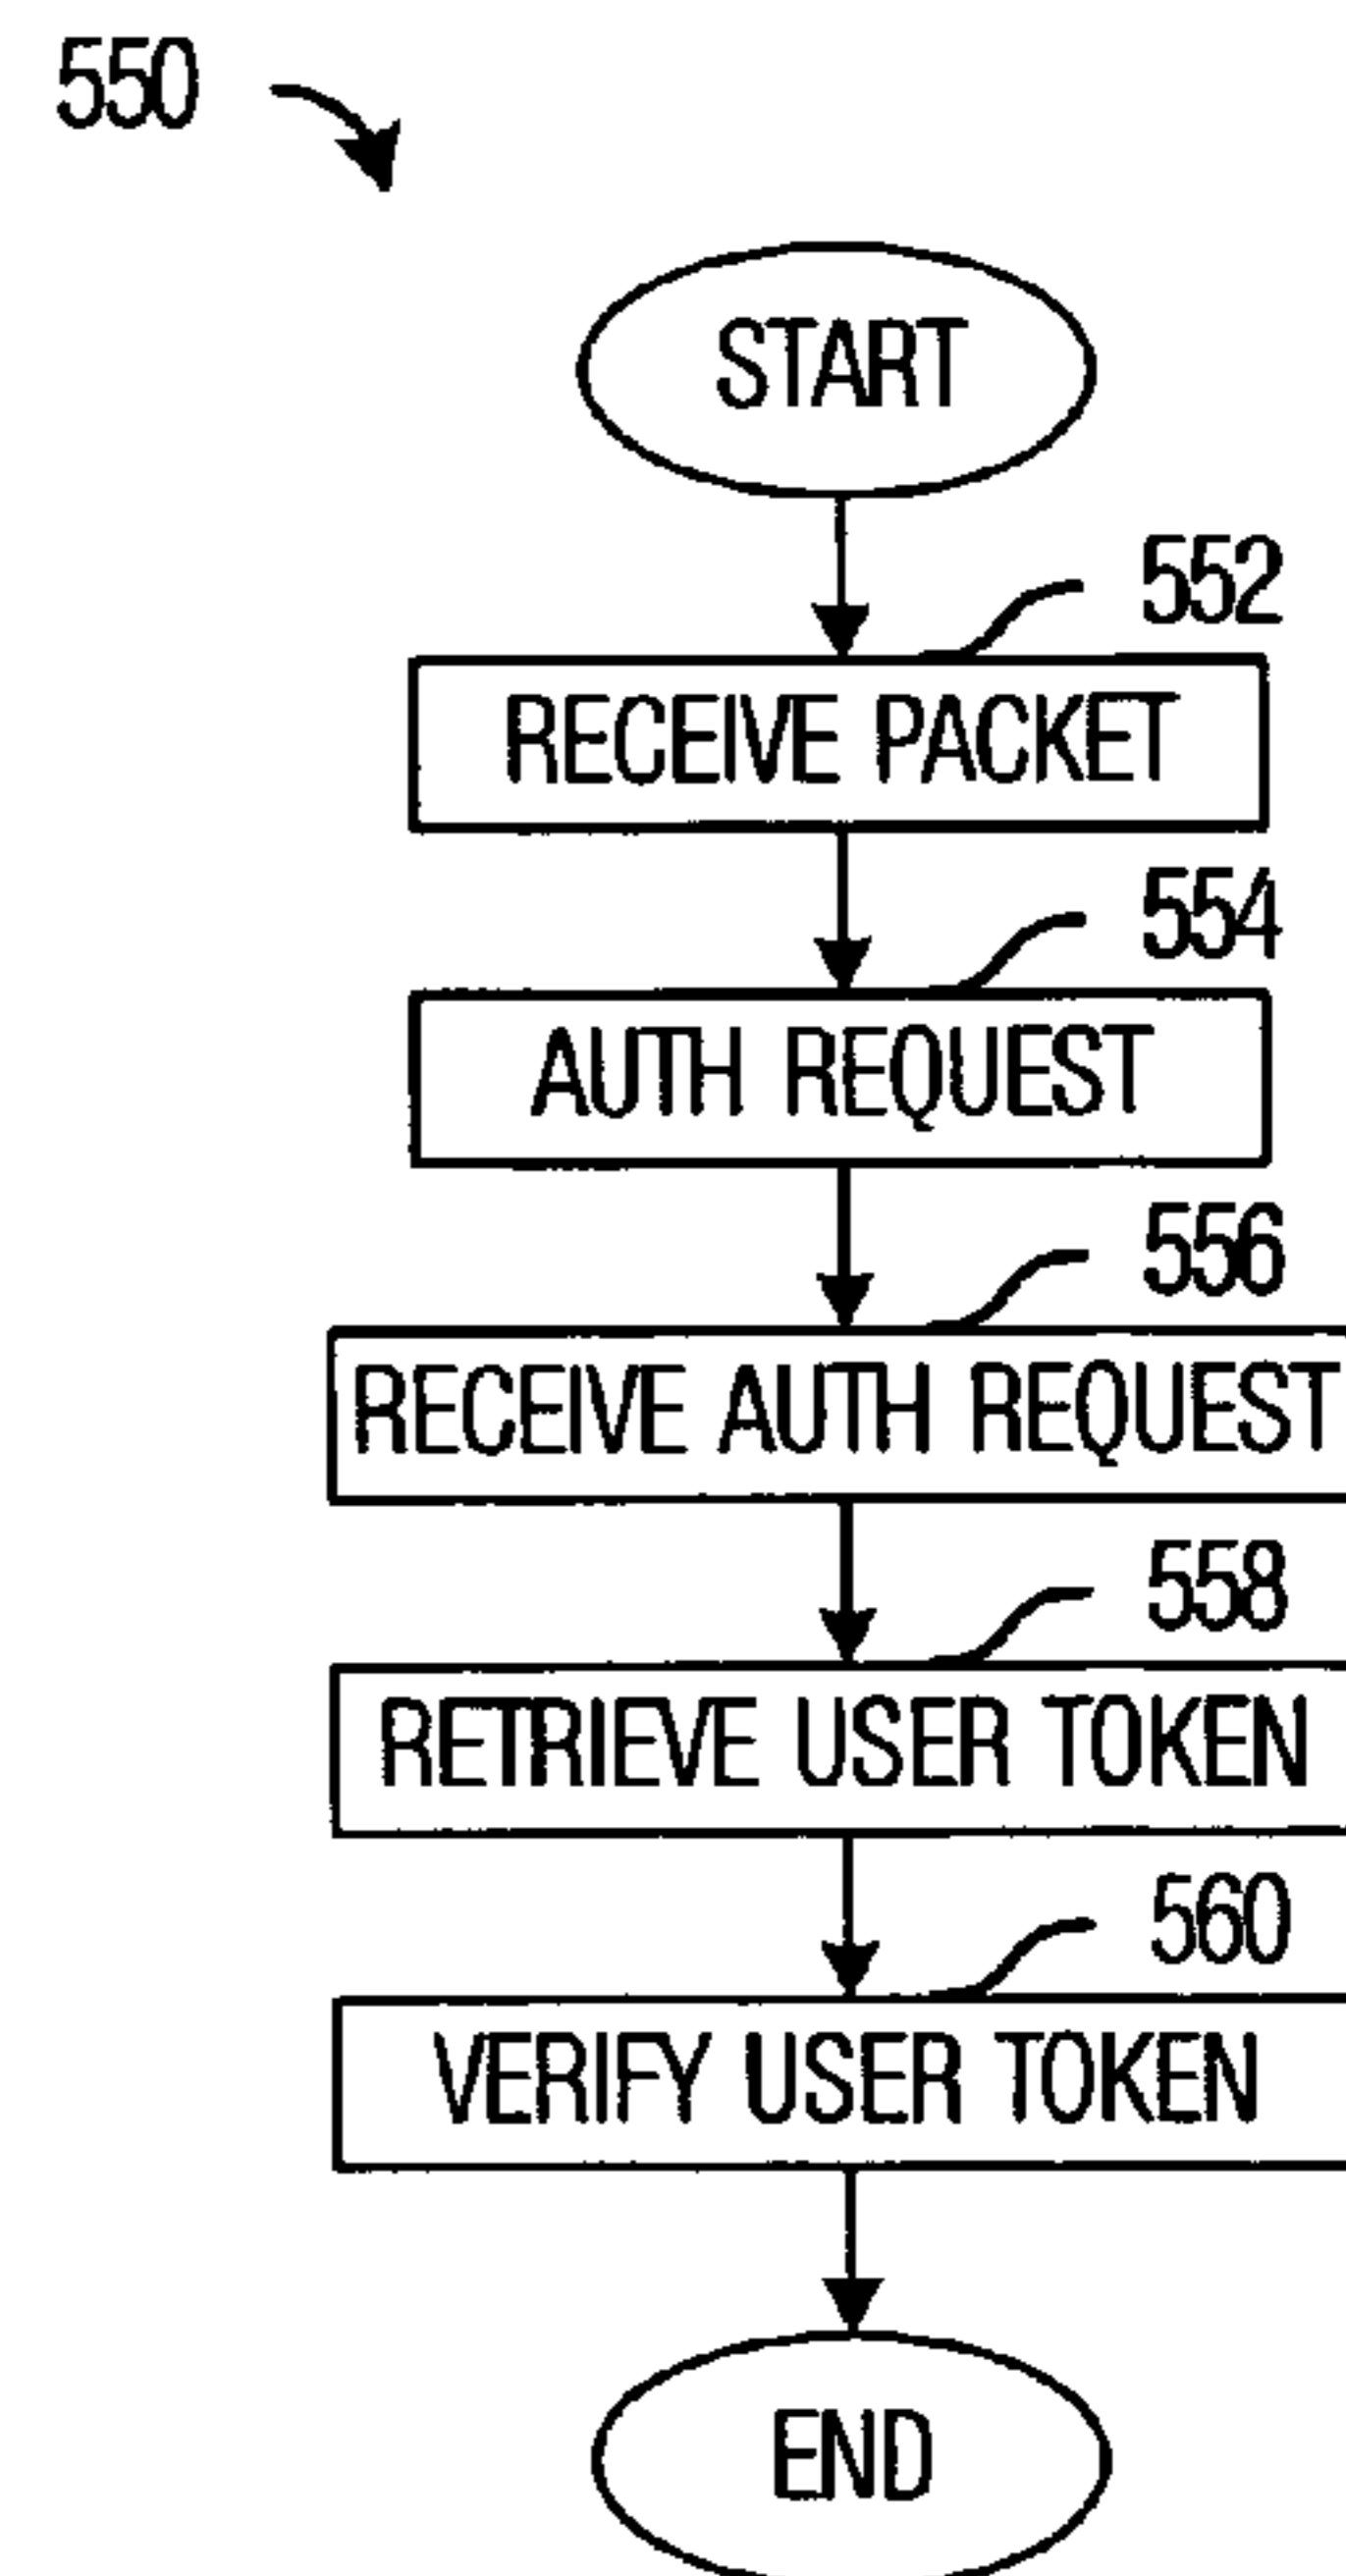 550
START
552
RECEIVE PACKET
554
AUTH REQUEST
556
RECEIVE AUTH REQUEST
558
RETRIEVE USER TOKEN
560
VERIFY USER TOKEN
END